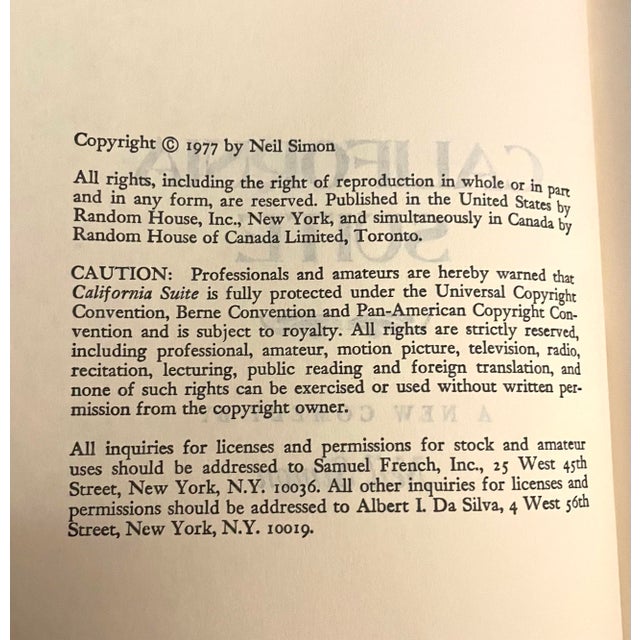 Copyright © 1977 by Neil Simon
All rights, including the right of reproduction in whole or in part
and in any form, are reserved. Published in the United States by
Random House, Inc., New York, and simultaneously in Canada by
Random House of Canada Limited, Toronto.
CAUTION: Professionals and amateurs are hereby warned that
California Suite is fully protected under the Universal Copyright
Convention, Berne Convention and Pan-American Copyright Con-
vention and is subject to royalty. All rights are strictly reserved,
including professional, amateur, motion picture, television, radio,
recitation, lecturing, public reading and foreign translation, and
none of such rights can be exercised or used without written per-
mission from the copyright owner.
All inquiries for licenses and permissions for stock and amateur
uses should be addressed to Samuel French, Inc., 25 West 45th
Street, New York, N.Y. 10036. All other inquiries for licenses and
permissions should be addressed to Albert I. Da Silva, 4 West 56th
Street, New York, N.Y. 10019.